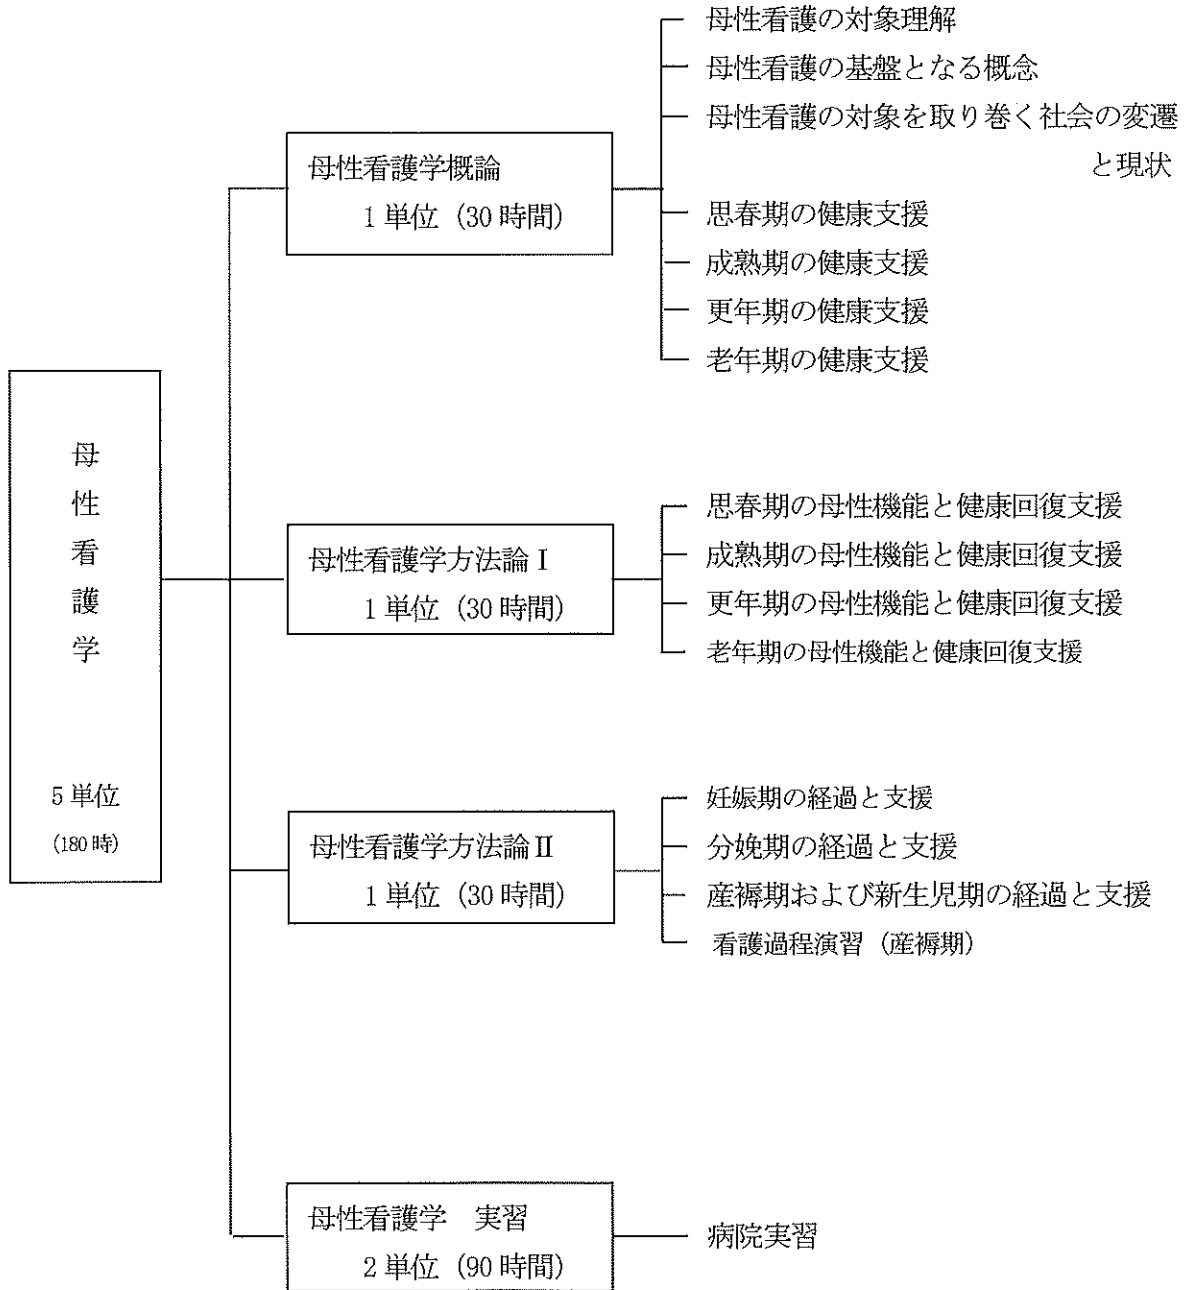 母性看護学
5単位
(180時)
母性看護学概論
1単位（30時間）
母性看護の対象理解
母性看護の基盤となる概念
母性看護の対象を取り巻く社会の変遷
と現状
思春期の健康支援
成熟期の健康支援
更年期の健康支援
老年期の健康支援
母性看護学方法論Ⅰ
1単位（30時間）
思春期の母性機能と健康回復支援
成熟期の母性機能と健康回復支援
更年期の母性機能と健康回復支援
老年期の母性機能と健康回復支援
母性看護学方法論Ⅱ
1単位（30時間）
妊娠期の経過と支援
分娩期の経過と支援
産褥期および新生児期の経過と支援
看護過程演習（産褥期）
母性看護学　実習
2単位（90時間）
病院実習